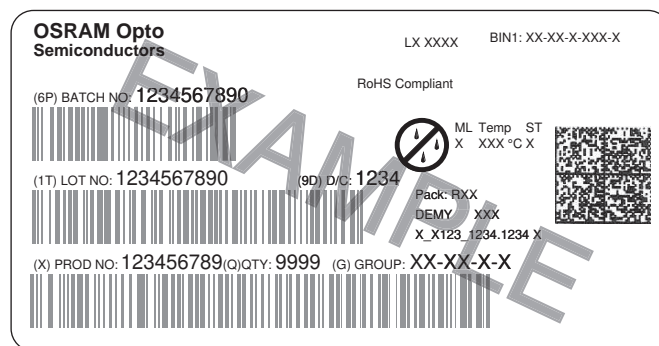 OSRAM Opto
Semiconductors
LX XXXX
BIN1: XX-XX-X-XXX-X
RoHS Compliant
(6P) BATCH NO: 1234567890
ML Temp ST
X XXX °C X
(1T) LOT NO: 1234567890 (9D) D/C: 1234
Pack: RXX
DEMY XXX
X_X123_1234.1234 X
(X) PROD NO: 123456789(Q)QTY: 9999 (G) GROUP: XX-XX-X-X
EXAMPLE